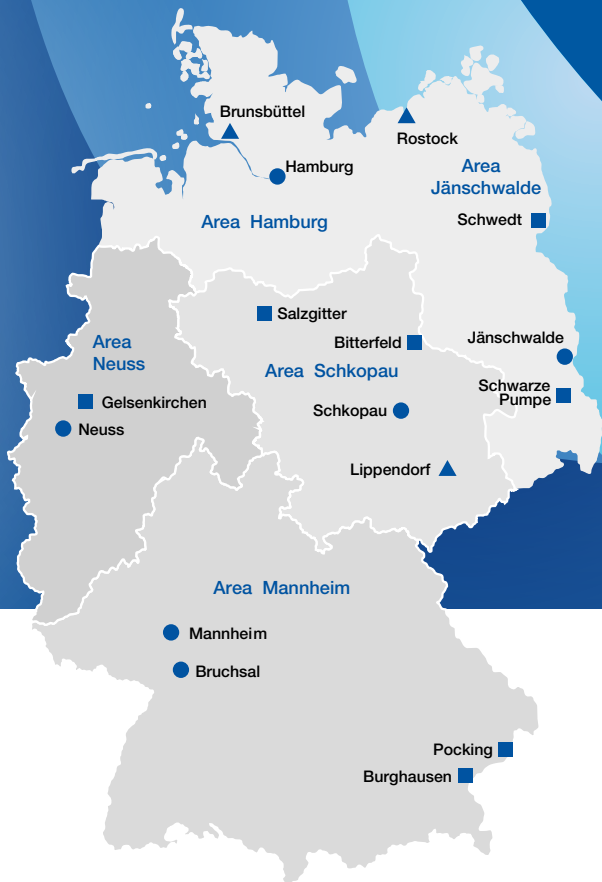 Brunsbüttel
Rostock
Hamburg
Area
Jänschwalde
Area Hamburg
Schwedt
Salzgitter
Bitterfeld
Jänschwalde
Area
Neuss
Area Schkopau
Schwarze
Pumpe
Gelsenkirchen
Schkopau
Neuss
Lippendorf
Area Mannheim
Mannheim
Bruchsal
Pocking
Burghausen